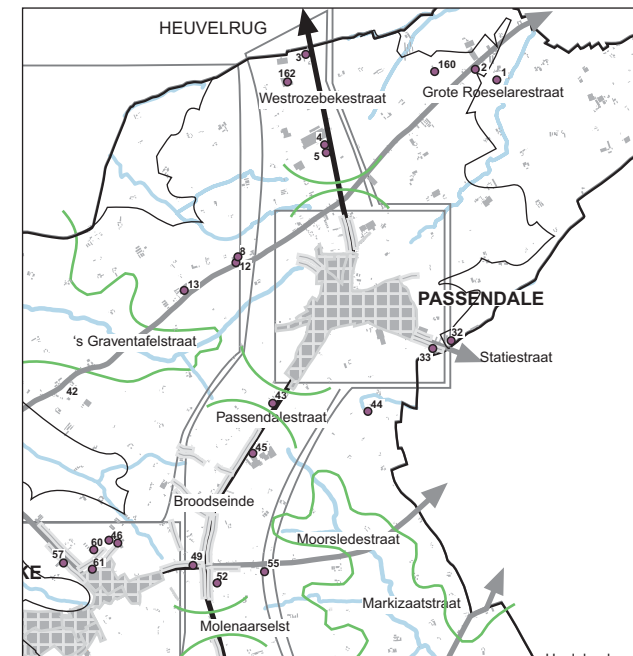 HEUVELRUG
3
160
2
1
162
Westrozebekestraat
Grote Roeselarestraat
4
5
8
12
13
PASSENDALE
's Graventafelstraat
32
33
Statiestraat
42
43
44
Passendalestraat
45
Broodseinde
46
60
Moorsledestraat
57
61
49
55
KE
52
Markizaatstraat
Molenaarselst